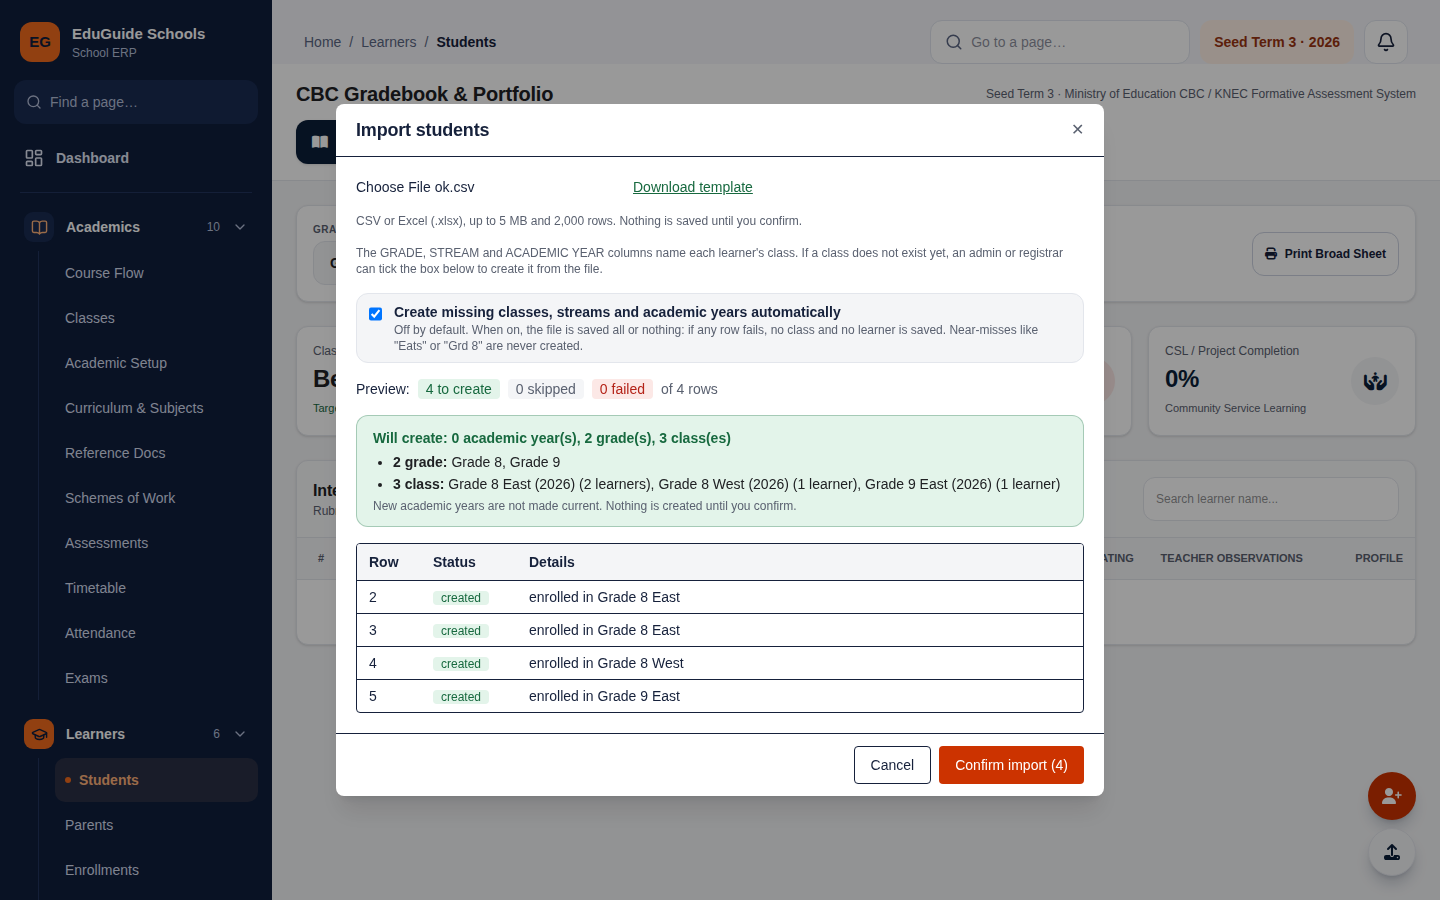 EG
EduGuide Schools
School ERP
Find a page…
Dashboard
Academics 10
Course Flow
Classes
Academic Setup
Curriculum & Subjects
Reference Docs
Schemes of Work
Assessments
Timetable
Attendance
Exams
Learners 6
Students
Parents
Enrollments
Home / Learners / Students
Go to a page…
Seed Term 3 · 2026
CBC Gradebook & Portfolio
Seed Term 3 · Ministry of Education CBC / KNEC Formative Assessment System
Print Broad Sheet
CSL / Project Completion
0%
Community Service Learning
Search learner name...
#
TEACHER OBSERVATIONS
PROFILE
Import students
×
Choose File ok.csv
Download template
CSV or Excel (.xlsx), up to 5 MB and 2,000 rows. Nothing is saved until you confirm.
The GRADE, STREAM and ACADEMIC YEAR columns name each learner's class. If a class does not exist yet, an admin or registrar
can tick the box below to create it from the file.
Create missing classes, streams and academic years automatically
Off by default. When on, the file is saved all or nothing: if any row fails, no class and no learner is saved. Near-misses like
"Eats" or "Grd 8" are never created.
Preview: 4 to create 0 skipped 0 failed of 4 rows
Will create: 0 academic year(s), 2 grade(s), 3 class(es)
• 2 grade: Grade 8, Grade 9
• 3 class: Grade 8 East (2026) (2 learners), Grade 8 West (2026) (1 learner), Grade 9 East (2026) (1 learner)
New academic years are not made current. Nothing is created until you confirm.
Row Status Details
2 created enrolled in Grade 8 East
3 created enrolled in Grade 8 East
4 created enrolled in Grade 8 West
5 created enrolled in Grade 9 East
Cancel
Confirm import (4)